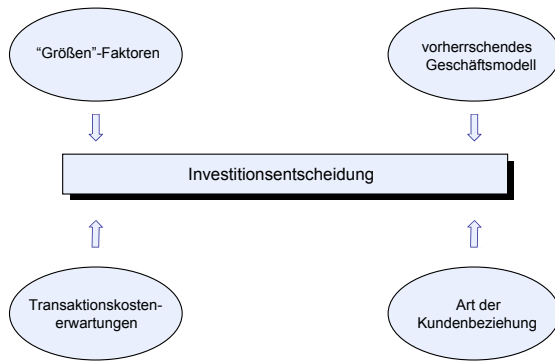 “Größen”-Faktoren
vorherrschendes
Geschäftsmodell
Investitionsentscheidung
Transaktionskosten-
erwartungen
Art der
Kundenbeziehung